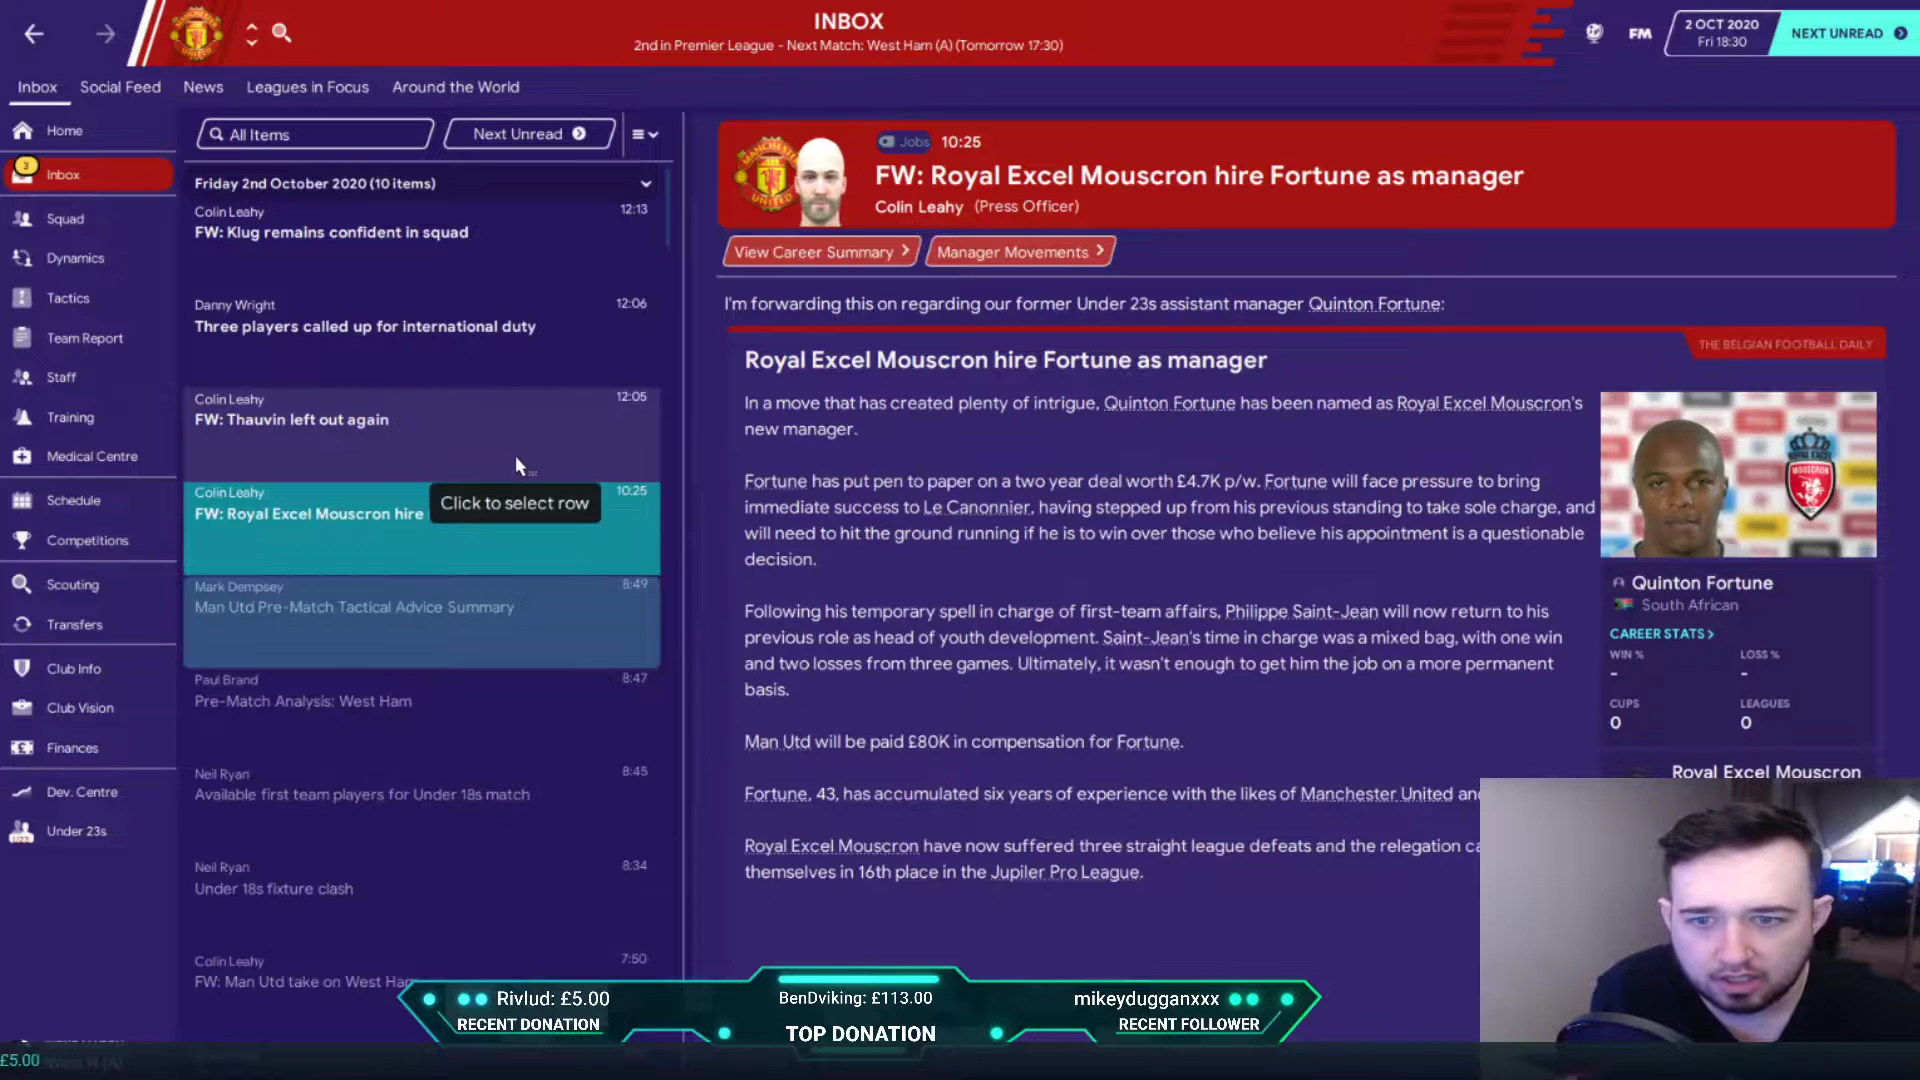 INBOX
2nd in Premier League - Next Match: West Ham (A) (Tomorrow 17:30)
FM
2 OCT 2020
Fri 18:30
NEXT UNREAD
Inbox
Social Feed
News
Leagues in Focus
Around the World
Home
3
Inbox
Squad
Dynamics
Tactics
Team Report
Staff
Training
Medical Centre
Schedule
Competitions
Scouting
Transfers
Club Info
Club Vision
Finances
Dev. Centre
Under 23s
All Items
Next Unread
Friday 2nd October 2020 (10 items)
Colin Leahy 12:13
FW: Klug remains confident in squad
Danny Wright 12:06
Three players called up for international duty
Colin Leahy 12:05
FW: Thauvin left out again
Colin Leahy 10:25
FW: Royal Excel Mouscron hire
Click to select row
Mark Dempsey 8:49
Man Utd Pre-Match Tactical Advice Summary
Paul Brand 8:47
Pre-Match Analysis: West Ham
Neil Ryan 8:45
Available first team players for Under 18s match
Neil Ryan 8:34
Under 18s fixture clash
Colin Leahy 7:50
FW: Man Utd take on West Ham
Jobs 10:25
FW: Royal Excel Mouscron hire Fortune as manager
Colin Leahy (Press Officer)
View Career Summary
Manager Movements
I'm forwarding this on regarding our former Under 23s assistant manager Quinton Fortune:
THE BELGIAN FOOTBALL DAILY
Royal Excel Mouscron hire Fortune as manager
In a move that has created plenty of intrigue, Quinton Fortune has been named as Royal Excel Mouscron's
new manager.
Fortune has put pen to paper on a two year deal worth £4.7K p/w. Fortune will face pressure to bring
immediate success to Le Canonnier, having stepped up from his previous standing to take sole charge, and
will need to hit the ground running if he is to win over those who believe his appointment is a questionable
decision.
Following his temporary spell in charge of first-team affairs, Philippe Saint-Jean will now return to his
previous role as head of youth development. Saint-Jean's time in charge was a mixed bag, with one win
and two losses from three games. Ultimately, it wasn't enough to get him the job on a more permanent
basis.
Man Utd will be paid £80K in compensation for Fortune.
Fortune, 43, has accumulated six years of experience with the likes of Manchester United and
Royal Excel Mouscron have now suffered three straight league defeats and the relegation
themselves in 16th place in the Jupiler Pro League.
Quinton Fortune
South African
CAREER STATS
WIN % LOSS %
- -
CUPS LEAGUES
0 0
Royal Excel Mouscron
Rivlud: £5.00
RECENT DONATION
BenDviking: £113.00
TOP DONATION
mikeydugganxxx
RECENT FOLLOWER
£5.00